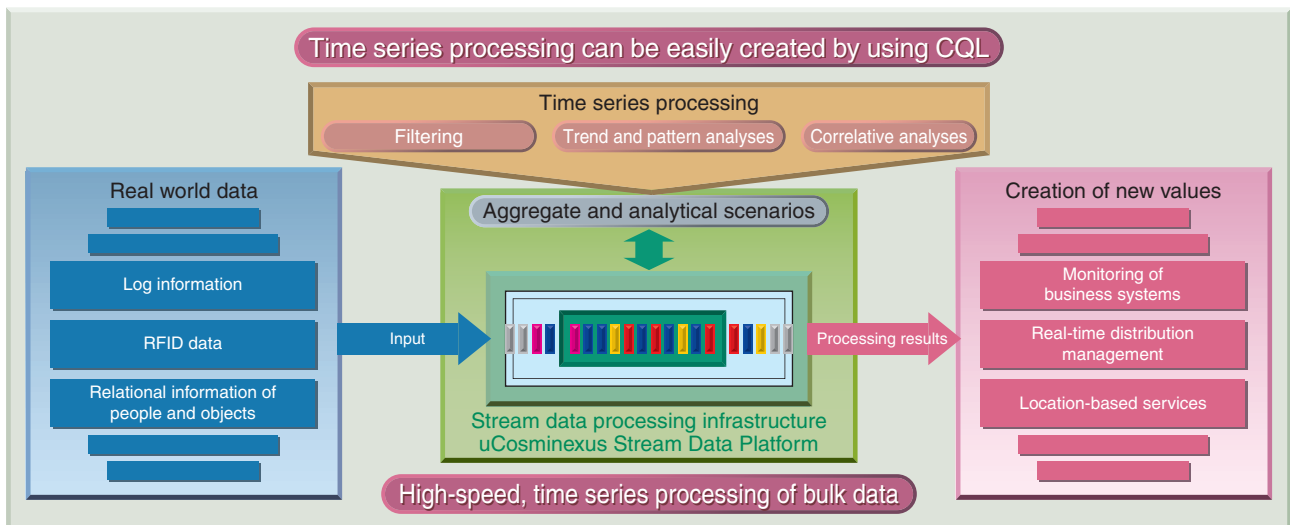 Time series processing can be easily created by using CQL
Time series processing
Filtering
Trend and pattern analyses
Correlative analyses
Real world data
Log information
RFID data
Relational information of
people and objects
Input
Aggregate and analytical scenarios
Stream data processing infrastructure
uCosminexus Stream Data Platform
Processing results
Creation of new values
Monitoring of
business systems
Real-time distribution
management
Location-based services
High-speed, time series processing of bulk data